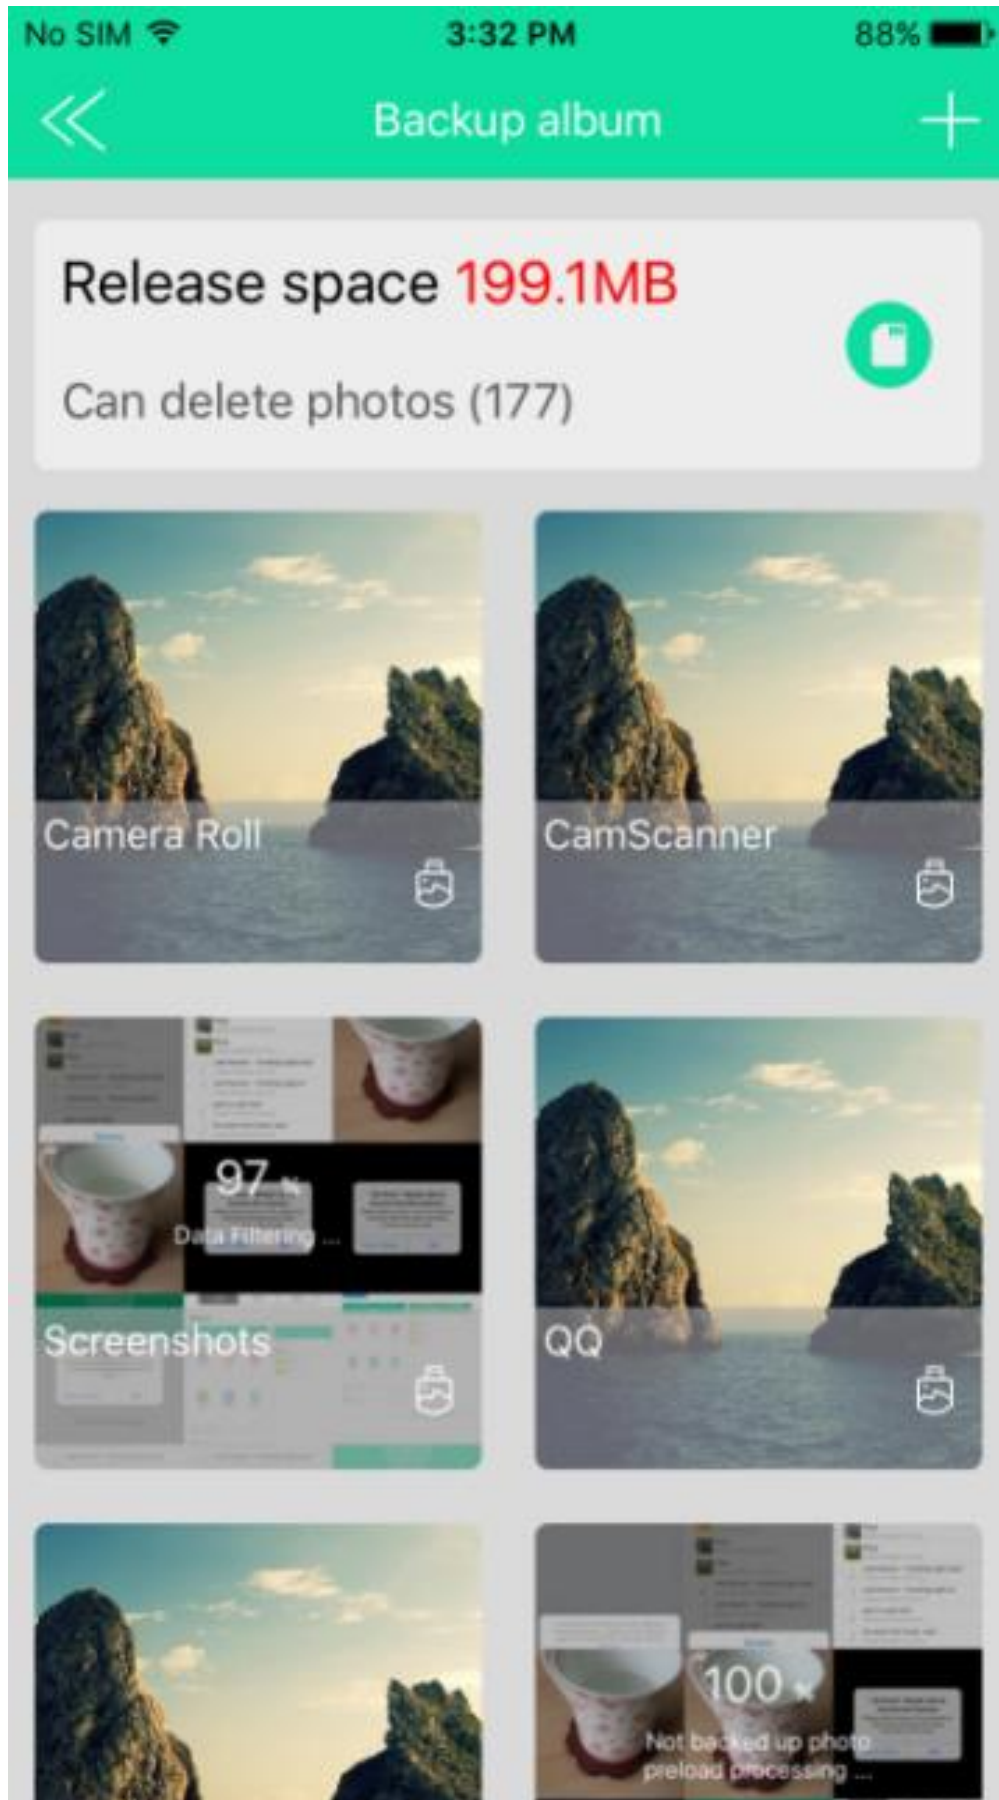 No SIM
3:32 PM
88%
Backup album
Release space 199.1MB
Can delete photos (177)
Camera Roll
CamScanner
97 %
Data Filtering ...
Screenshots
QQ
100 %
Not backed up photo
preload processing ...